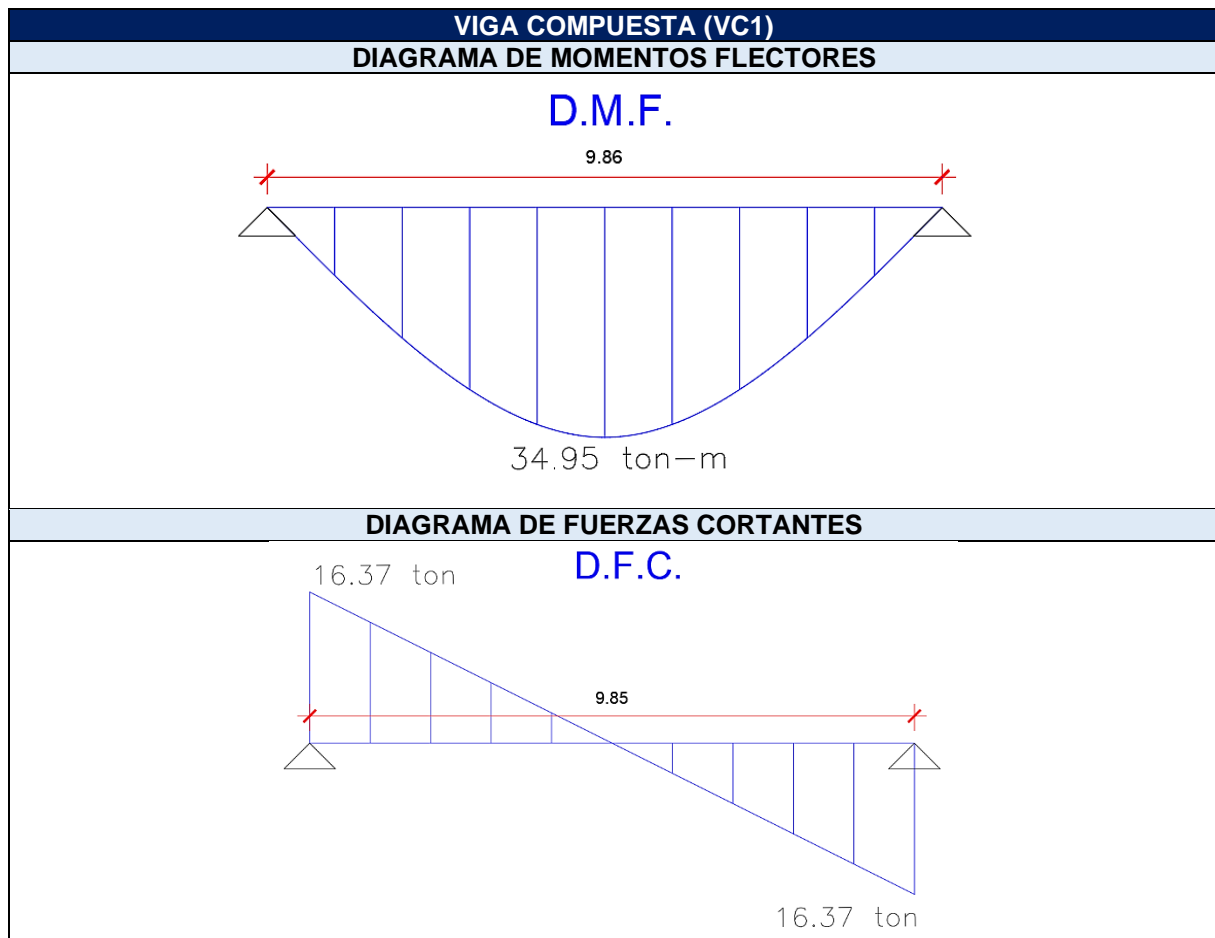 VIGA COMPUESTA (VC1)
DIAGRAMA DE MOMENTOS FLECTORES
D.M.F.
9.86
34.95 ton-m
DIAGRAMA DE FUERZAS CORTANTES
D.F.C.
16.37 ton
9.85
16.37 ton